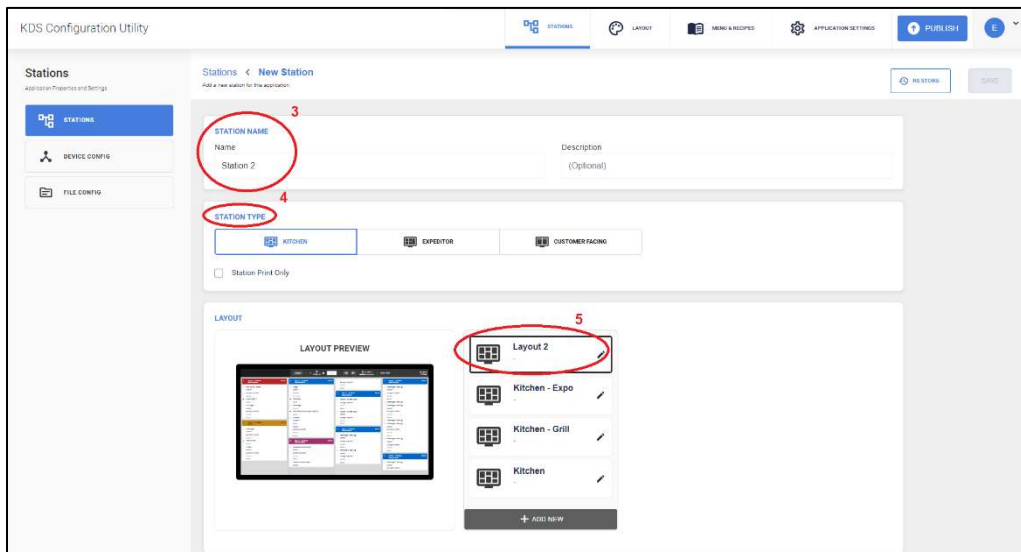 KDS Configuration Utility
STATIONS
LAYOUT
MENU & RECIPES
APPLICATION SETTINGS
PUBLISH
E
Stations
Application Properties and Settings
STATIONS
DEVICE CONFIG
FILE CONFIG
Stations < New Station
Add a new station for this application
RESTORE
SAVE
3
STATION NAME
Name
Station 2
Description
(Optional)
4
STATION TYPE
KITCHEN
EXPEDITOR
CUSTOMER FACING
Station Print Only
LAYOUT
LAYOUT PREVIEW
5
Layout 2
-
Kitchen - Expo
-
Kitchen - Grill
-
Kitchen
-
+ ADD NEW